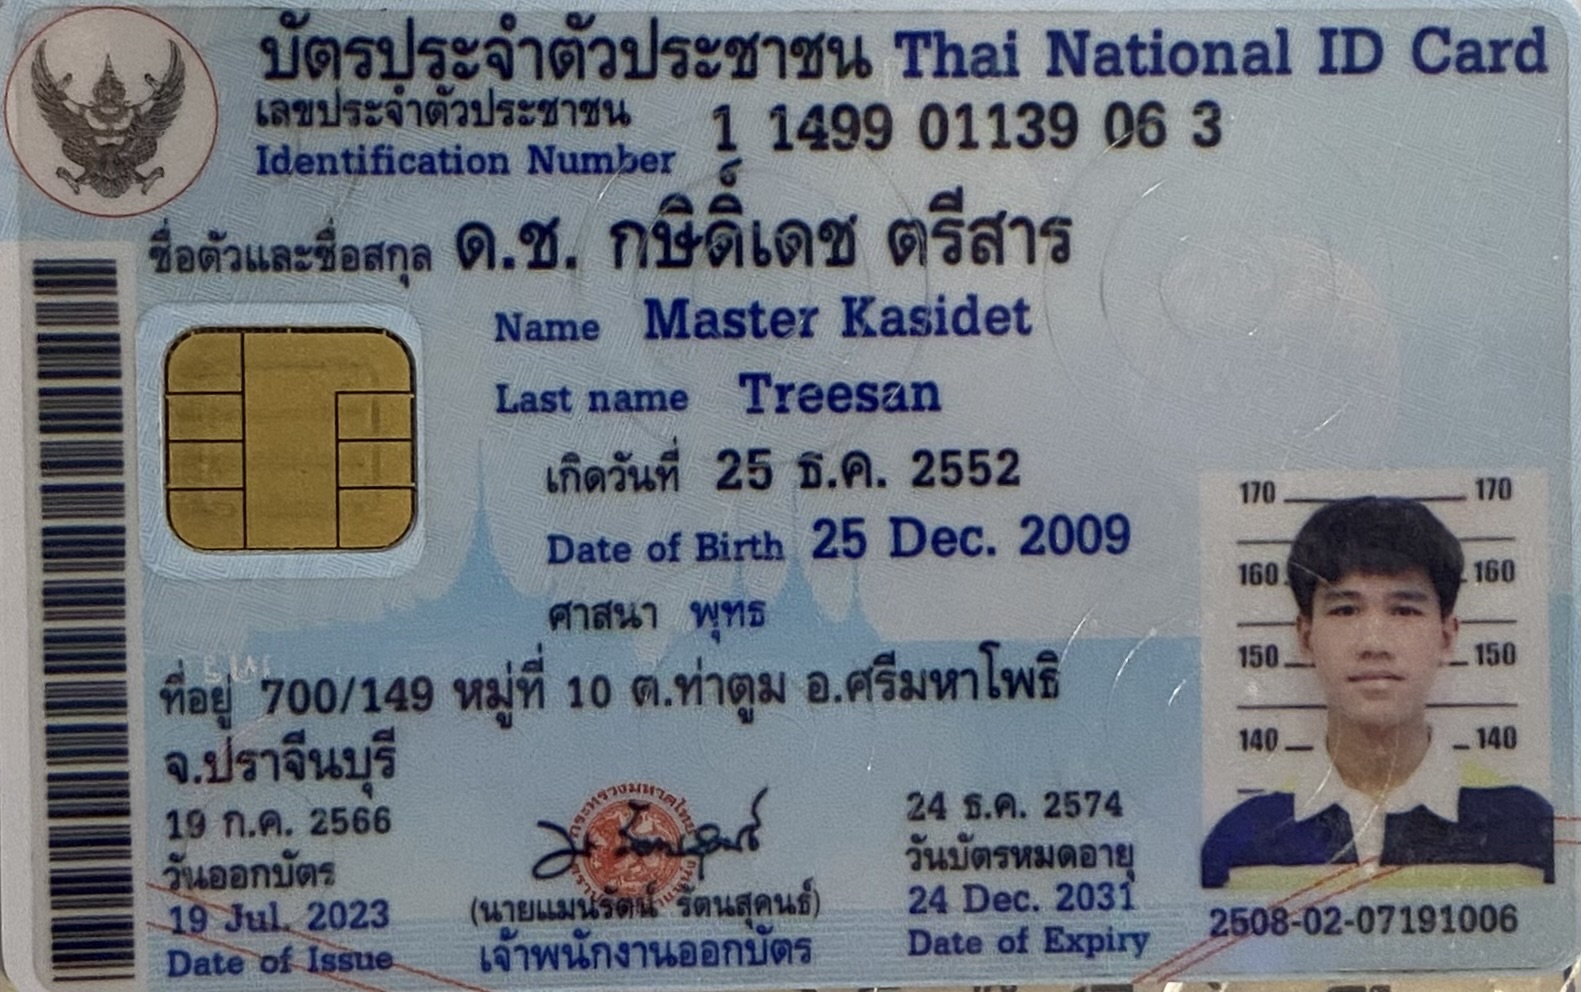 บัตรประจำตัวประชาชน Thai National ID Card
เลขประจำตัวประชาชน
Identification Number 1 1499 01139 06 3
ชื่อตัวและชื่อสกุล ด.ช. กษิดิ์เดช ตรีสาร
Name Master Kasidet
Last name Treesan
เกิดวันที่ 25 ธ.ค. 2552
Date of Birth 25 Dec. 2009
ศาสนา พุทธ
ที่อยู่ 700/149 หมู่ที่ 10 ต.ท่าตูม อ.ศรีมหาโพธิ
จ.ปราจีนบุรี
19 ก.ค. 2566
วันออกบัตร
19 Jul. 2023
Date of Issue
(นายแมนรัตน์ รัตนสุคนธ์)
เจ้าพนักงานออกบัตร
24 ธ.ค. 2574
วันบัตรหมดอายุ
24 Dec. 2031
Date of Expiry
170 170
160 160
150 150
140 140
2508-02-07191006